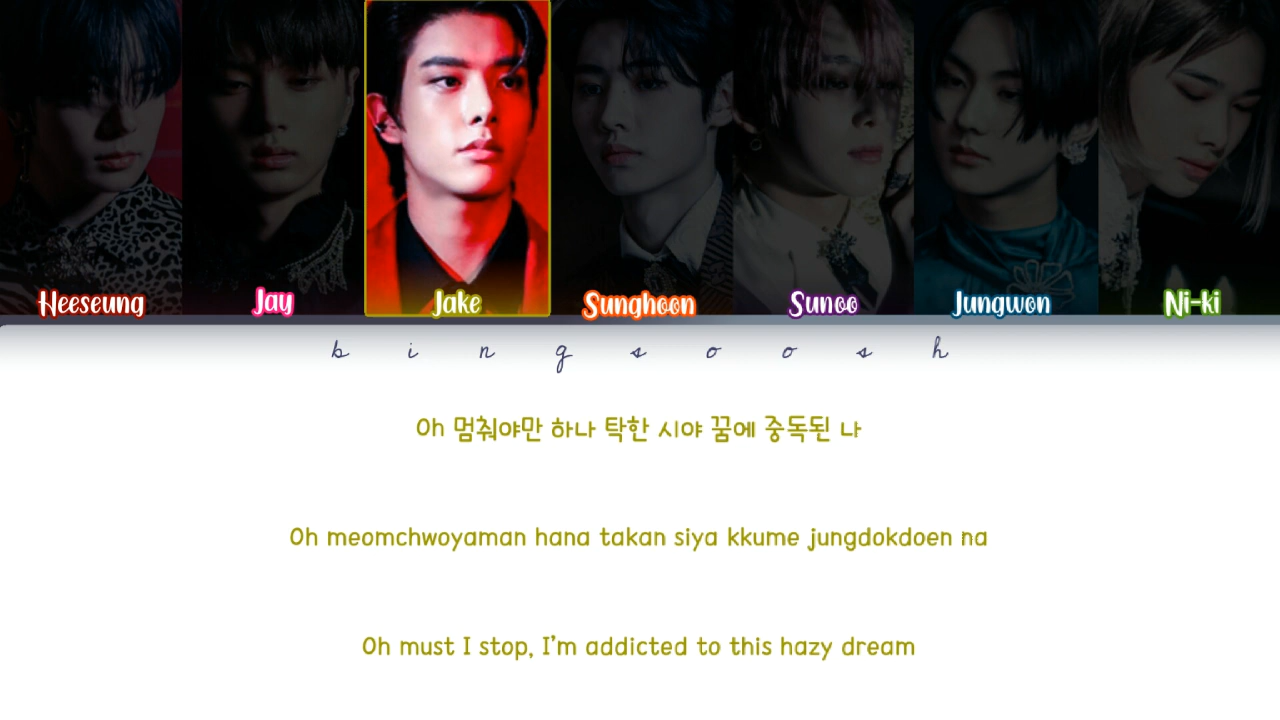 Heeseung Jay Jake Sunghoon Sunoo Jungwon Ni-ki
b i n g s o o s h
Oh 멈춰야만 하나 탁한 시야 꿈에 중독된 나
Oh meomchwoyaman hana takan siya kkume jungdokdoen na
Oh must I stop, I’m addicted to this hazy dream